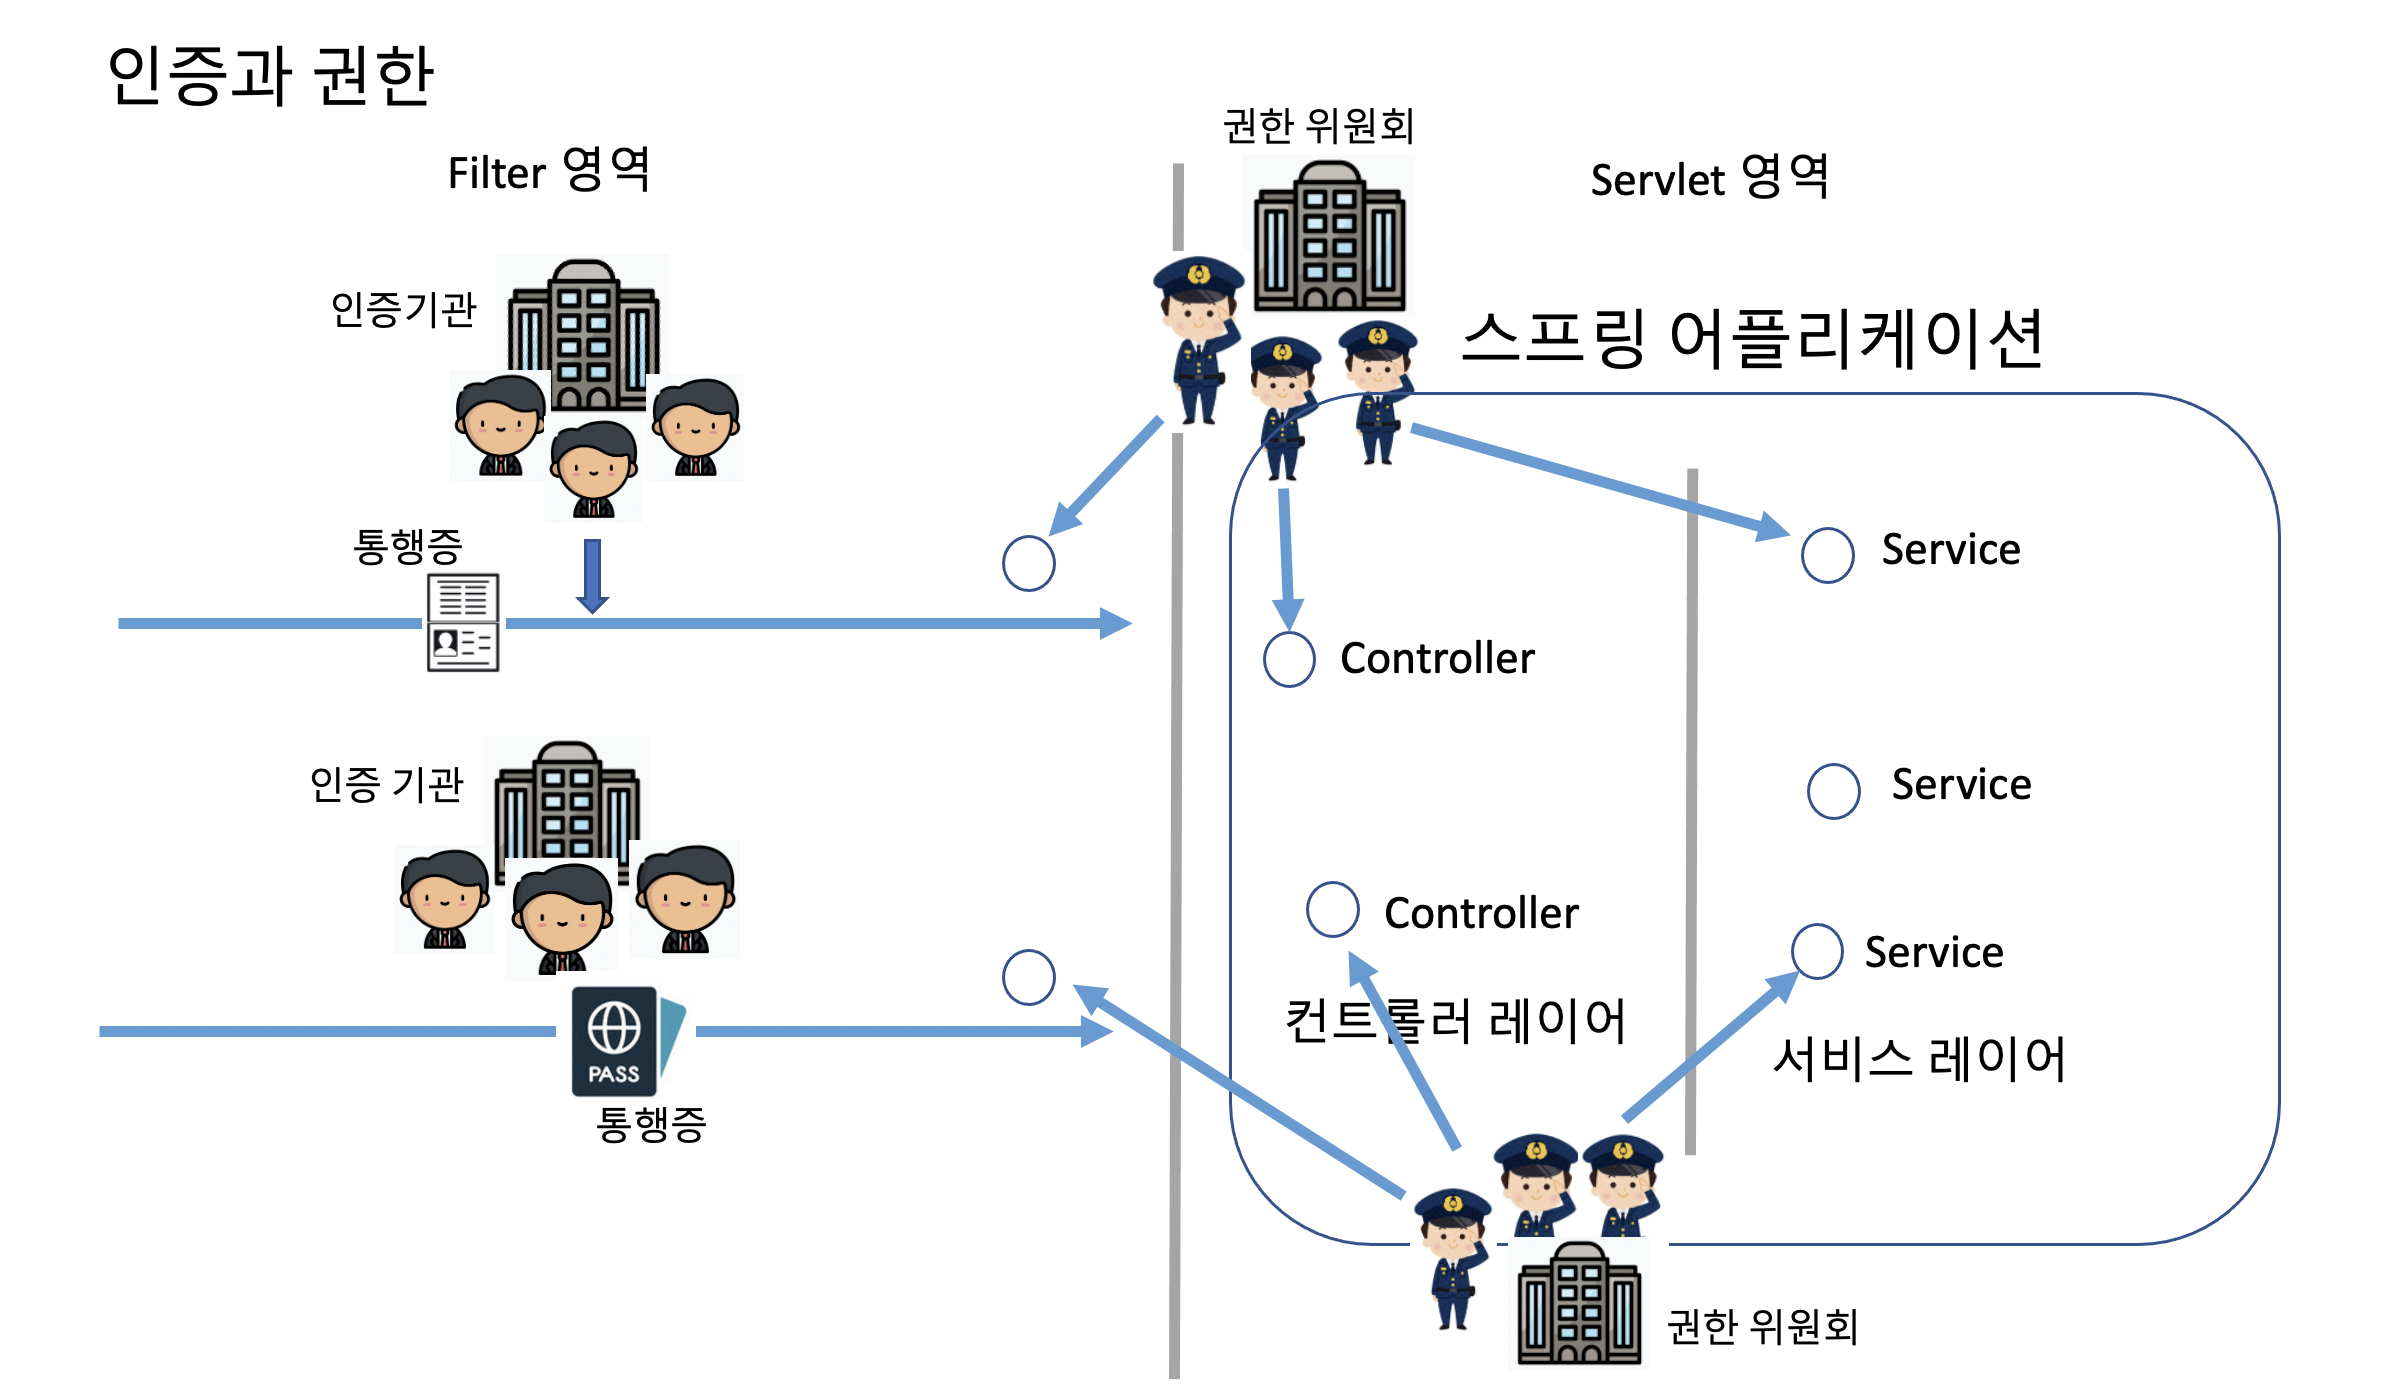 인증과 권한
Filter 영역
권한 위원회
Servlet 영역
인증기관
스프링 어플리케이션
통행증
Service
Controller
인증 기관
Service
Controller
Service
컨트롤러 레이어
서비스 레이어
PASS
통행증
권한 위원회